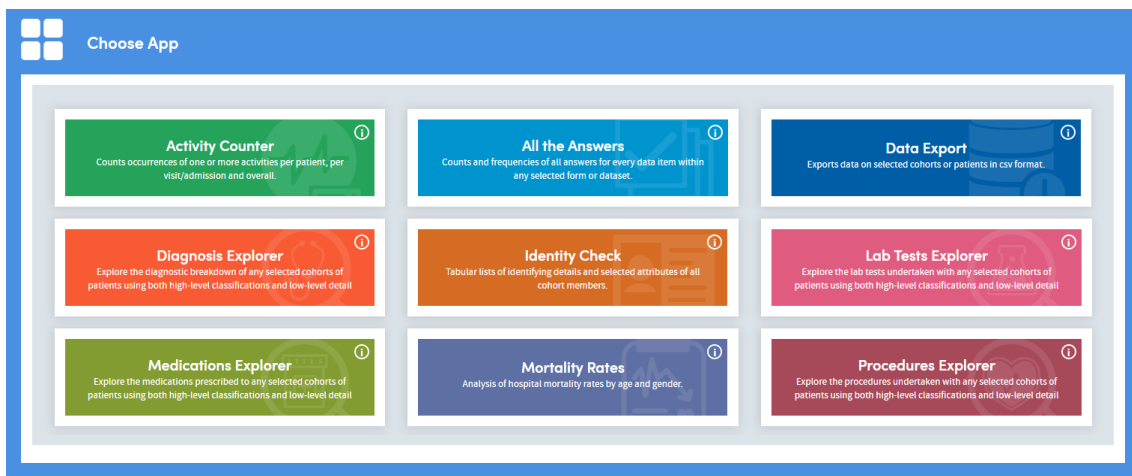 Choose App
Activity Counter
Counts occurrences of one or more activities per patient, per
visit/admission and overall.
All the Answers
Counts and frequencies of all answers for every data item within
any selected form or dataset.
Data Export
Exports data on selected cohorts or patients in csv format.
Diagnosis Explorer
Explore the diagnostic breakdown of any selected cohorts of
patients using both high-level classifications and low-level detail
Identity Check
Tabular lists of identifying details and selected attributes of all
cohort members.
Lab Tests Explorer
Explore the lab tests undertaken with any selected cohorts of
patients using both high-level classifications and low-level detail
Medications Explorer
Explore the medications prescribed to any selected cohorts of
patients using both high-level classifications and low-level detail
Mortality Rates
Analysis of hospital mortality rates by age and gender.
Procedures Explorer
Explore the procedures undertaken with any selected cohorts of
patients using both high-level classifications and low-level detail